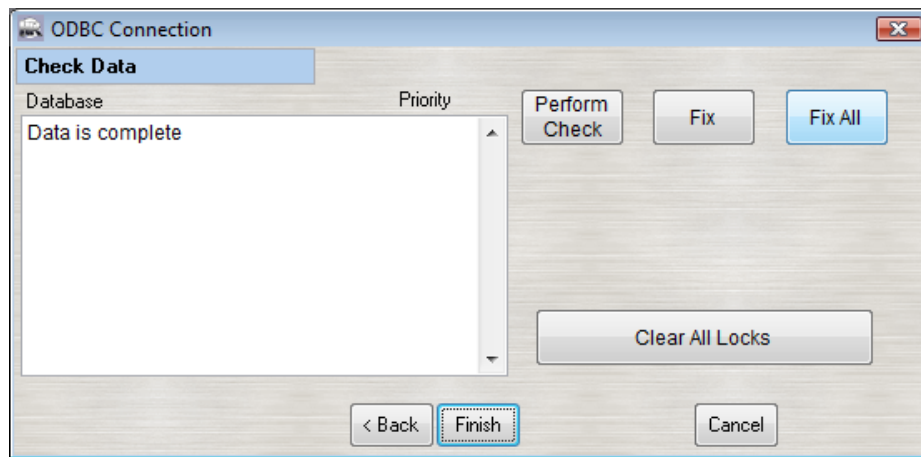 ODBC Connection
Check Data
Database Priority
Data is complete
Perform
Check
Fix
Fix All
Clear All Locks
< Back
Finish
Cancel